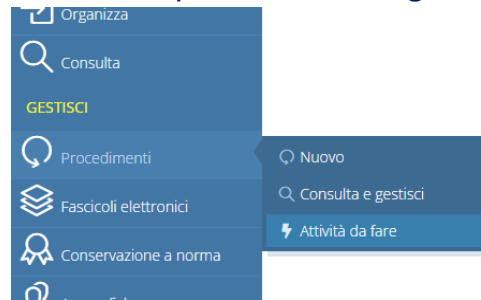 Organizza
Consulta
GESTISCI
Procedimenti
Nuovo
Consulta e gestisci
Attività da fare
Fascicoli elettronici
Conservazione a norma